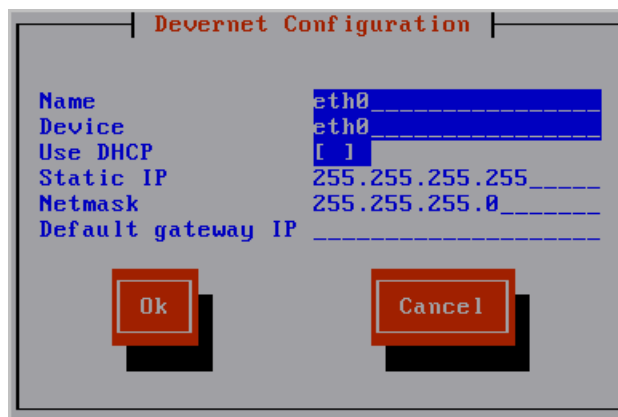 Devernet Configuration
Name eth0
Device eth0
Use DHCP [ ]
Static IP 255.255.255.255
Netmask 255.255.255.0
Default gateway IP
Ok Cancel